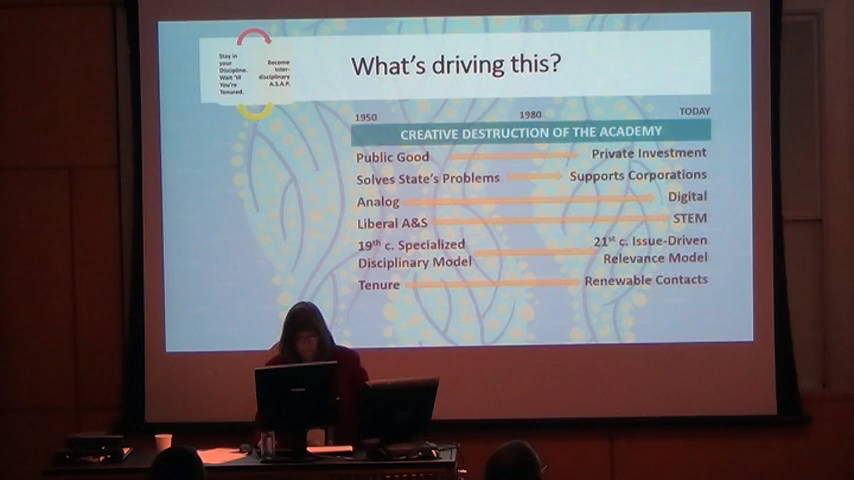 Stay in
your
Discipline.
Wait 'til
You're
Tenured.
Become
Inter-
disciplinary
A.S.A.P.
What's driving this?
1950 1980 TODAY
CREATIVE DESTRUCTION OF THE ACADEMY
Public Good Private Investment
Solves State's Problems Supports Corporations
Analog Digital
Liberal A&S STEM
19th c. Specialized 21st c. Issue-Driven
Disciplinary Model Relevance Model
Tenure Renewable Contacts